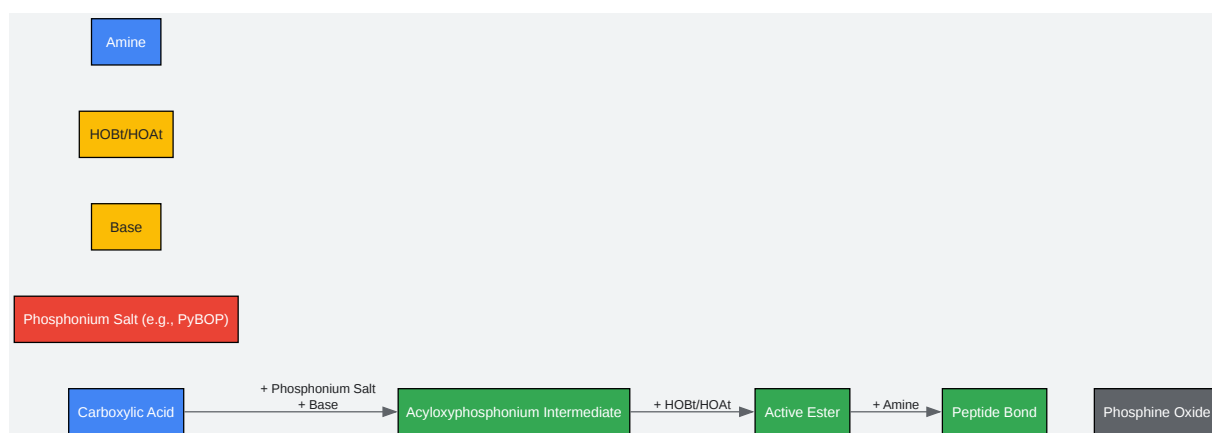 Amine
HOBt/HOAt
Base
Phosphonium Salt (e.g., PyBOP)
+ Phosphonium Salt
+ Base
Carboxylic Acid
Acyloxyphosphonium Intermediate
+ HOBt/HOAt
Active Ester
+ Amine
Peptide Bond
Phosphine Oxide